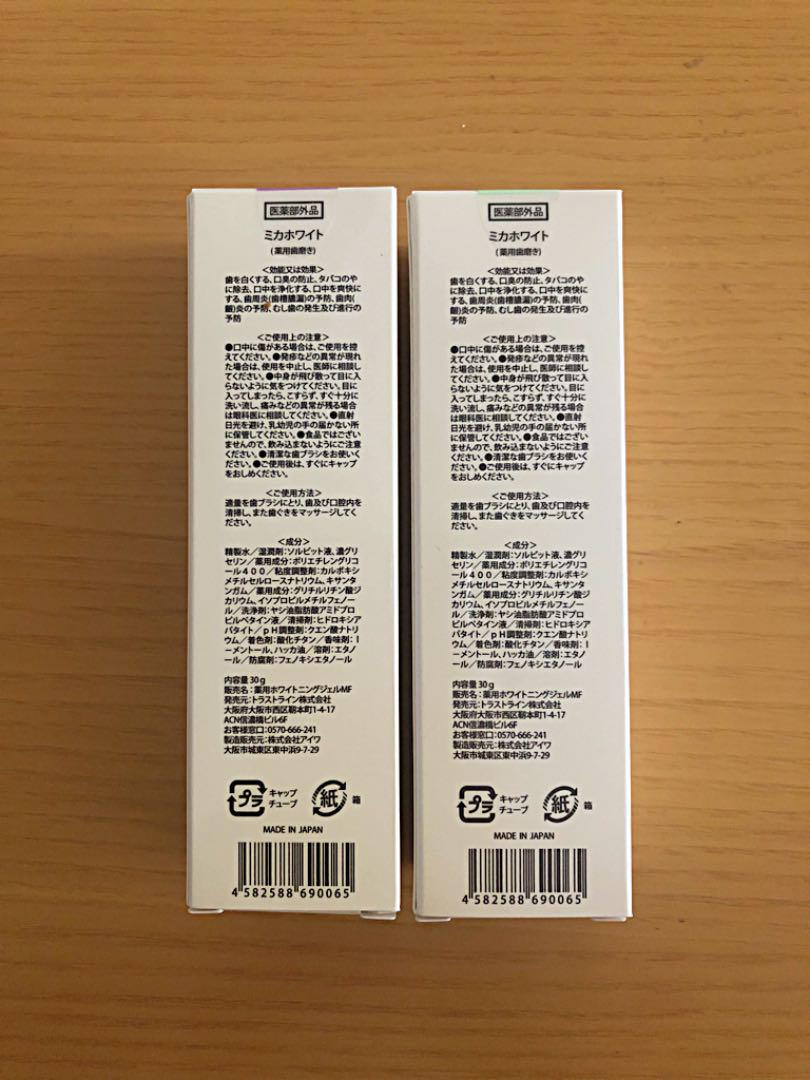 医薬部外品
ミカホワイト
(薬用歯磨き)
<効能又は効果>
歯を白くする、口臭の防止、タバコのや
に除去、口中を浄化する、口中を爽快に
する、歯周炎(歯槽膿漏)の予防、歯肉
(齦)炎の予防、むし歯の発生及び進行の
予防
<ご使用上の注意>
●口中に傷がある場合は、ご使用を控
えてください。●発疹などの異常が現れ
た場合は、使用を中止し、医師に相談し
てください。●中身が飛び散って目に入
らないように気をつけてください。目に
入ってしまったら、こすらず、すぐ十分に
洗い流し、痛みなどの異常が残る場合
は眼科医に相談してください。●直射
日光を避け、乳幼児の手の届かない所
に保管してください。●食品ではござい
ませんので、飲み込まないようにご注意
ください。●清潔な歯ブラシをお使いく
ださい。●ご使用後は、すぐにキャップ
をおしめください。
<ご使用方法>
適量を歯ブラシにとり、歯及び口腔内を
清掃し、また歯ぐきをマッサージしてく
ださい。
<成分>
精製水/湿潤剤:ソルビット液、濃グリ
セリン/薬用成分:ポリエチレングリコ
ール400/粘度調整剤:カルボキシ
メチルセルロースナトリウム、キサンタ
ンガム/薬用成分:グリチルリチン酸ジ
カリウム、イソプロピルメチルフェノー
ル/洗浄剤:ヤシ油脂肪酸アミドプロ
ピルベタイン液/清掃剤:ヒドロキシア
パタイト/pH調整剤:クエン酸ナトリ
ウム/着色剤:酸化チタン/香味剤:l
ーメントール、ハッカ油/溶剤:エタノ
ール/防腐剤:フェノキシエタノール
内容量 30g
販売名:薬用ホワイトニングジェルMF
発売元:トラストライン株式会社
大阪府大阪市西区靭本町1-4-17
ACN信濃橋ビル6F
お客様窓口:0570-666-241
製造販売元:株式会社アイワ
大阪市城東区東中浜9-7-29
プラ キャップ
チューブ
紙 箱
MADE IN JAPAN
4 582588 690065
医薬部外品
ミカホワイト
(薬用歯磨き)
<効能又は効果>
歯を白くする、口臭の防止、タバコのや
に除去、口中を浄化する、口中を爽快に
する、歯周炎(歯槽膿漏)の予防、歯肉(
齦)炎の予防、むし歯の発生及び進行の
予防
<ご使用上の注意>
●口中に傷がある場合は、ご使用を控
えてください。●発疹などの異常が現れ
た場合は、使用を中止し、医師に相談し
てください。●中身が飛び散って目に入
らないように気をつけてください。目に
入ってしまったら、こすらず、すぐ十分に
洗い流し、痛みなどの異常が残る場合
は眼科医に相談してください。●直射
日光を避け、乳幼児の手の届かない所
に保管してください。●食品ではござい
ませんので、飲み込まないようにご注意
ください。●清潔な歯ブラシをお使いく
ださい。●ご使用後は、すぐにキャップ
をおしめください。
<ご使用方法>
適量を歯ブラシにとり、歯及び口腔内を
清掃し、また歯ぐきをマッサージしてく
ださい。
<成分>
精製水/湿潤剤:ソルビット液、濃グリ
セリン/薬用成分:ポリエチレングリコ
ール400/粘度調整剤:カルボキシ
メチルセルロースナトリウム、キサンタ
ンガム/薬用成分:グリチルリチン酸ジ
カリウム、イソプロピルメチルフェノー
ル/洗浄剤:ヤシ油脂肪酸アミドプロ
ピルベタイン液/清掃剤:ヒドロキシア
パタイト/pH調整剤:クエン酸ナトリ
ウム/着色剤:酸化チタン/香味剤:l
ーメントール、ハッカ油/溶剤:エタノ
ール/防腐剤:フェノキシエタノール
内容量 30g
販売名:薬用ホワイトニングジェルMF
発売元:トラストライン株式会社
大阪府大阪市西区靭本町1-4-17
ACN信濃橋ビル6F
お客様窓口:0570-666-241
製造販売元:株式会社アイワ
大阪市城東区東中浜9-7-29
プラ キャップ
チューブ
紙 箱
MADE IN JAPAN
4 582588 690065